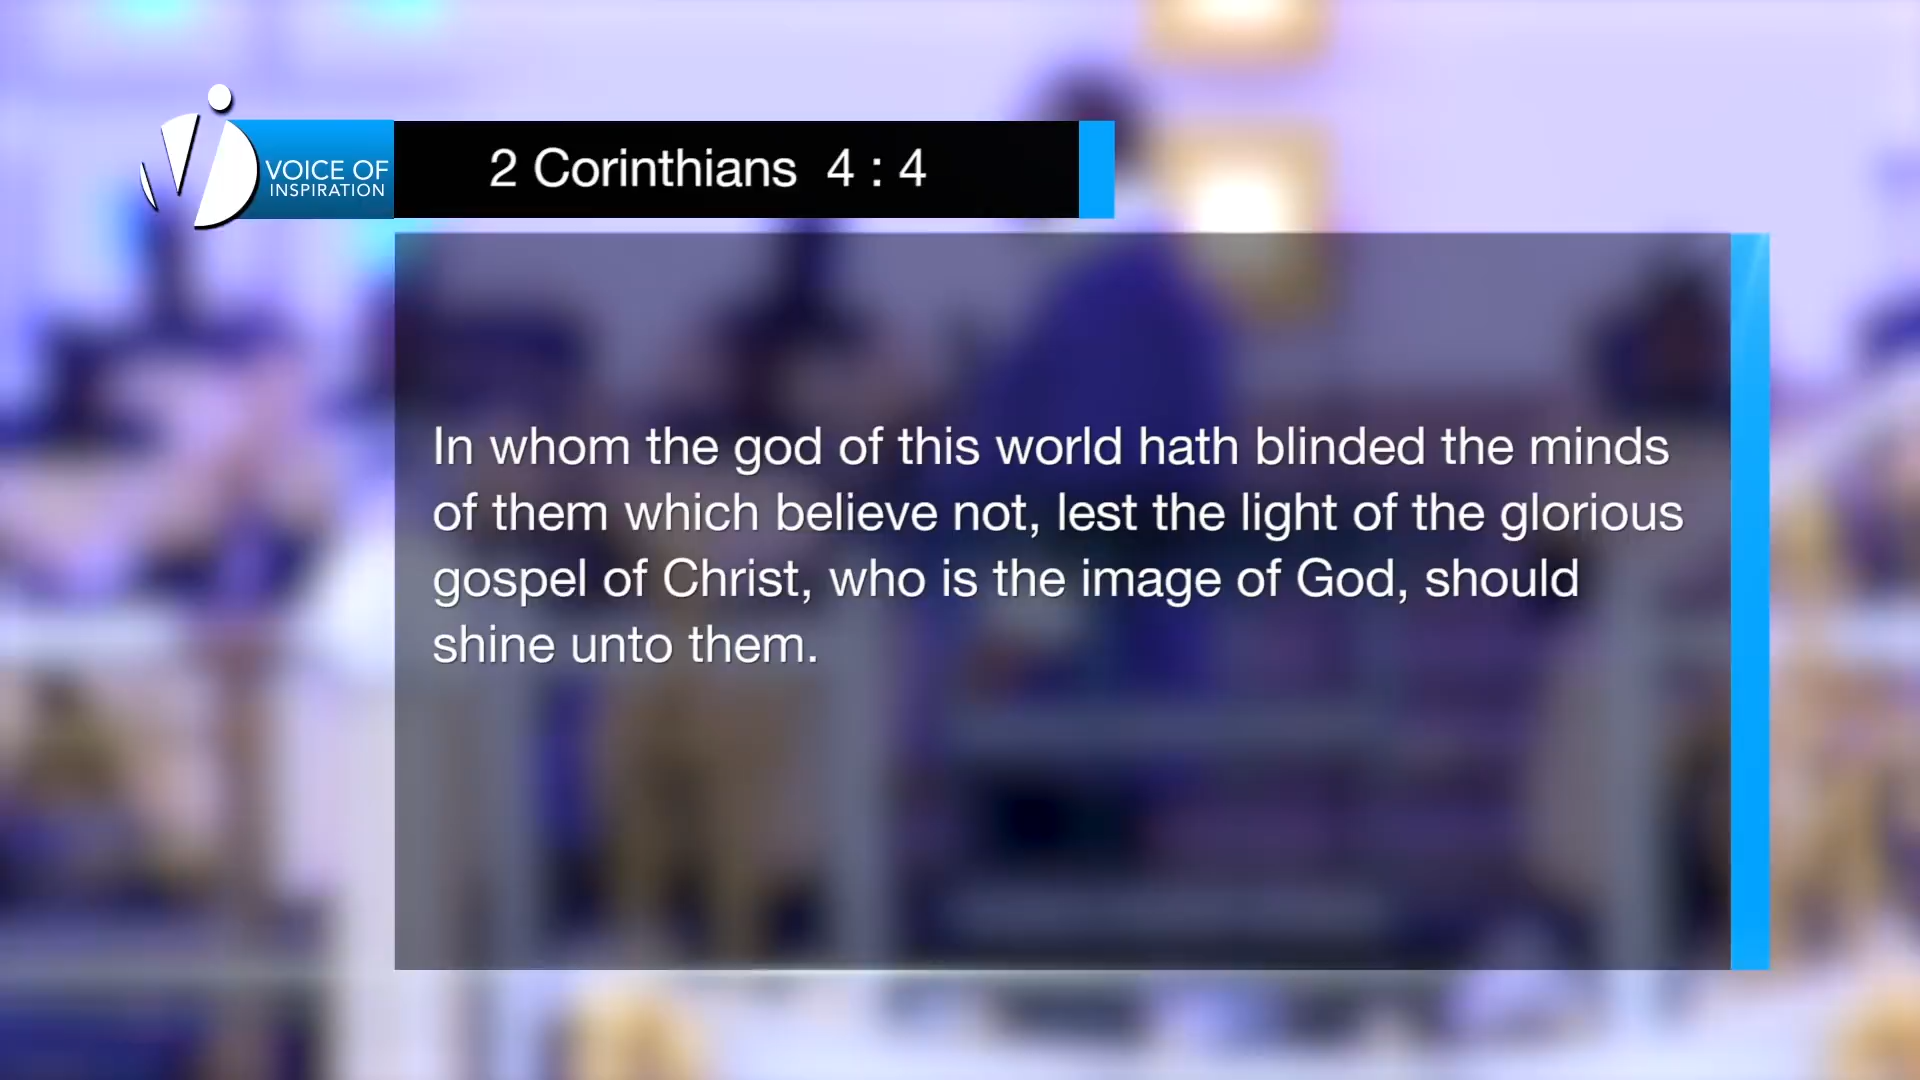 VOICE OF
INSPIRATION
2 Corinthians 4 : 4
In whom the god of this world hath blinded the minds
of them which believe not, lest the light of the glorious
gospel of Christ, who is the image of God, should
shine unto them.